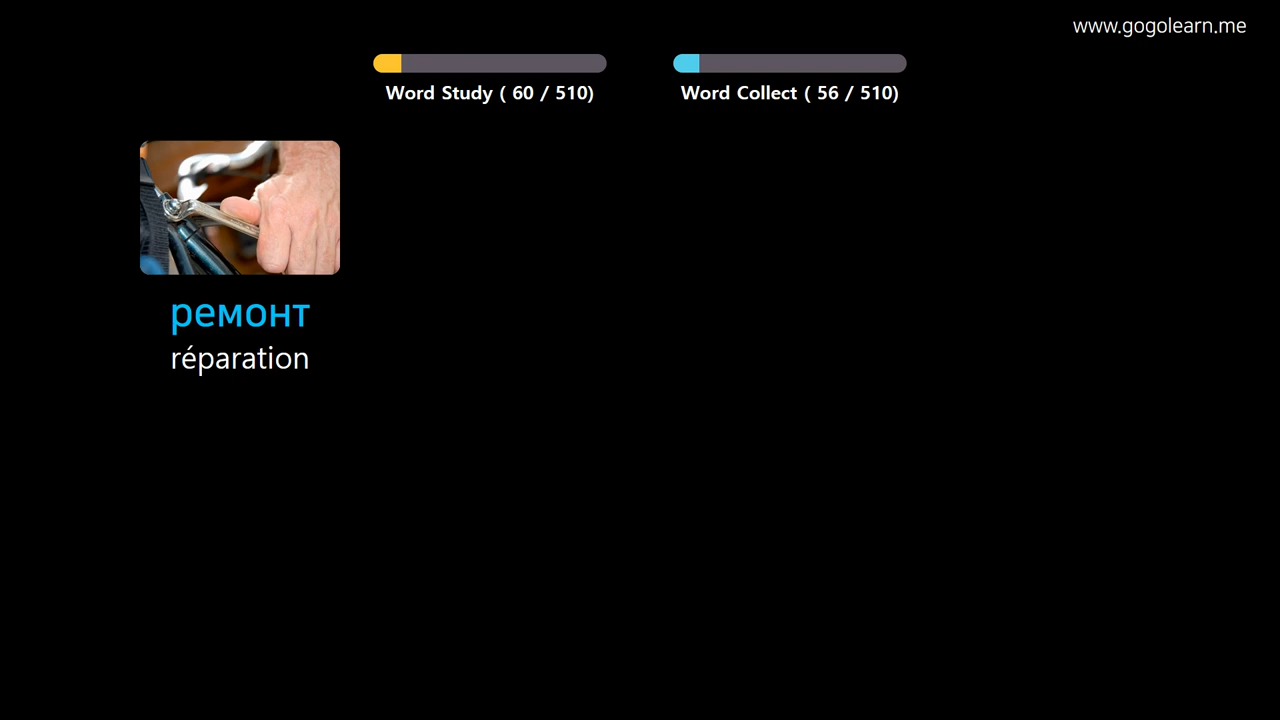 www.gogolearn.me
Word Study ( 60 / 510)
Word Collect ( 56 / 510)
ремонт
réparation